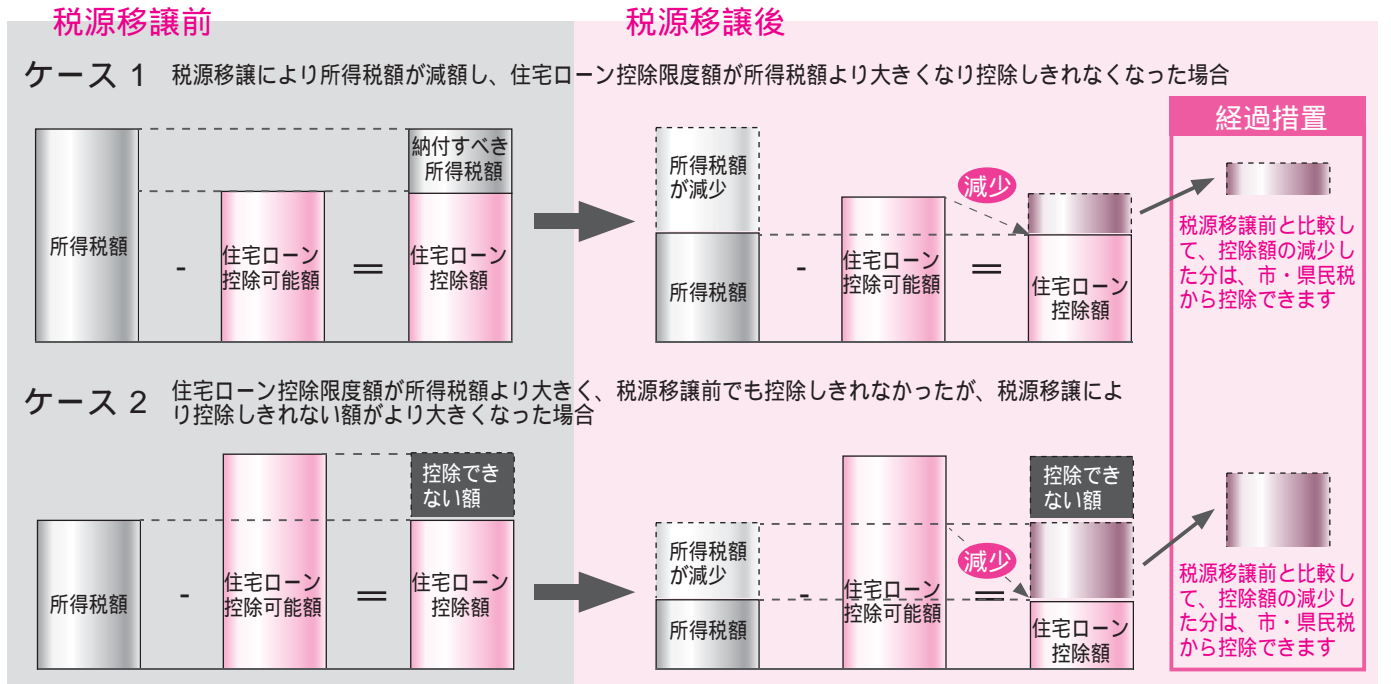 税源移譲前
税源移譲後
ケース 1
税源移譲により所得税額が減額し、住宅ローン控除限度額が所得税額より大きくなり控除しきれなくなった場合
所得税額
-
住宅ローン
控除可能額
＝
納付すべき
所得税額
住宅ローン
控除額
所得税額
が減少
所得税額
-
住宅ローン
控除可能額
減少
＝
住宅ローン
控除額
経過措置
税源移譲前と比較し
て、控除額の減少し
た分は、市・県民税
から控除できます
ケース 2
住宅ローン控除限度額が所得税額より大きく、税源移譲前でも控除しきれなかったが、税源移譲によ
り控除しきれない額がより大きくなった場合
所得税額
-
住宅ローン
控除可能額
＝
控除でき
ない額
住宅ローン
控除額
所得税額
が減少
所得税額
-
住宅ローン
控除可能額
減少
＝
控除でき
ない額
住宅ローン
控除額
税源移譲前と比較し
て、控除額の減少し
た分は、市・県民税
から控除できます